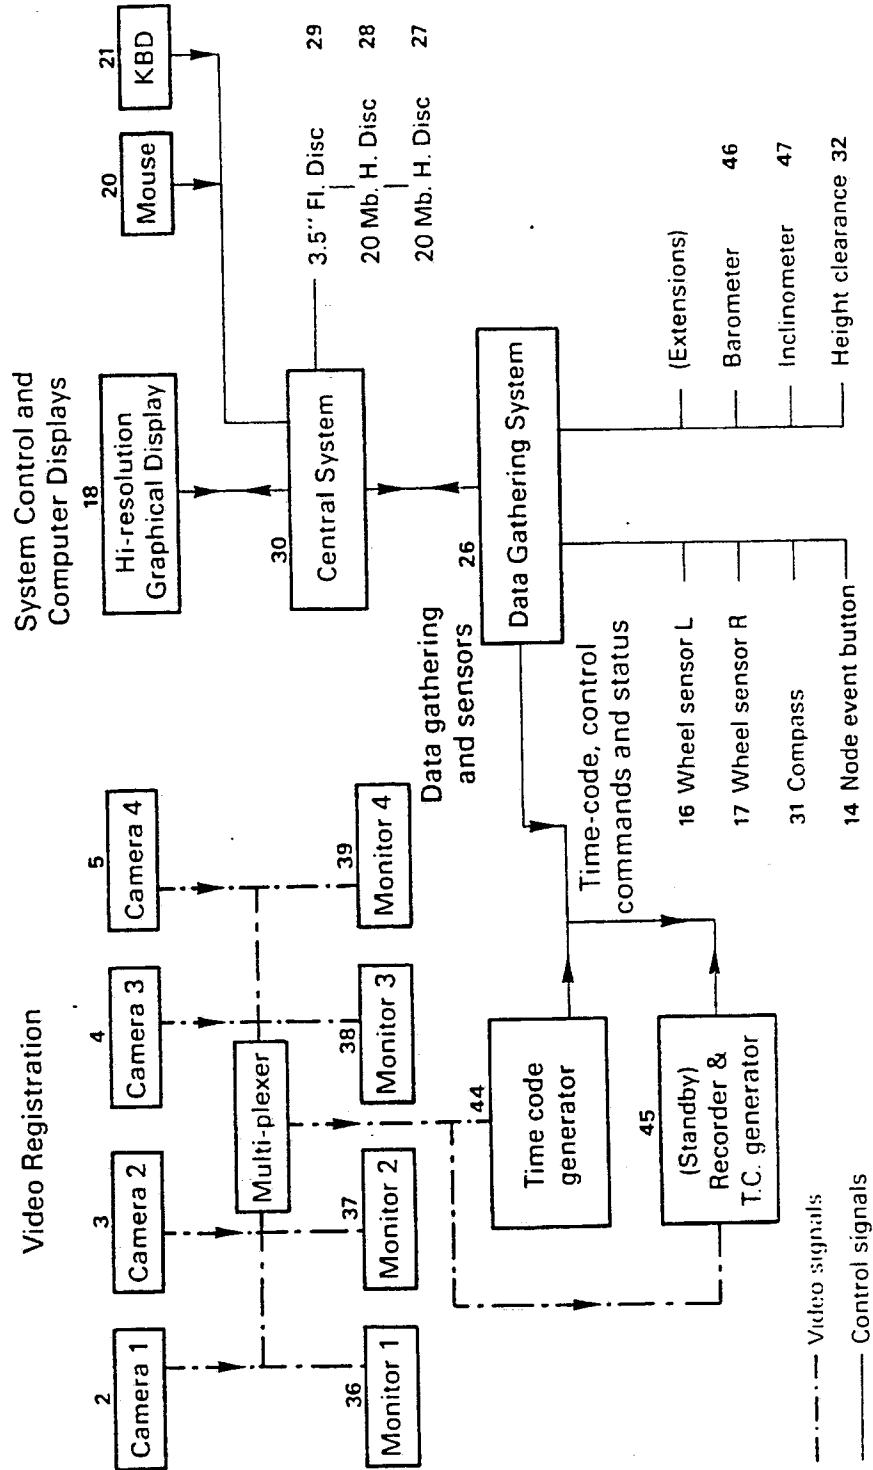 Video Registration
System Control and
Computer Displays
2
Camera 1
3
Camera 2
4
Camera 3
5
Camera 4
18
Hi-resolution
Graphical Display
20
Mouse
21
KBD
Multi-plexer
36
Monitor 1
37
Monitor 2
38
Monitor 3
39
Monitor 4
30
Central System
3.5'' Fl. Disc 29
20 Mb. H. Disc 28
20 Mb. H. Disc 27
Data gathering
and sensors
26
Data Gathering System
44
Time code
generator
Time-code, control
commands and status
45
(Standby)
Recorder &
T.C. generator
16 Wheel sensor L
17 Wheel sensor R
31 Compass
14 Node event button
(Extensions)
Barometer 46
Inclinometer 47
Height clearance 32
Video signals
Control signals